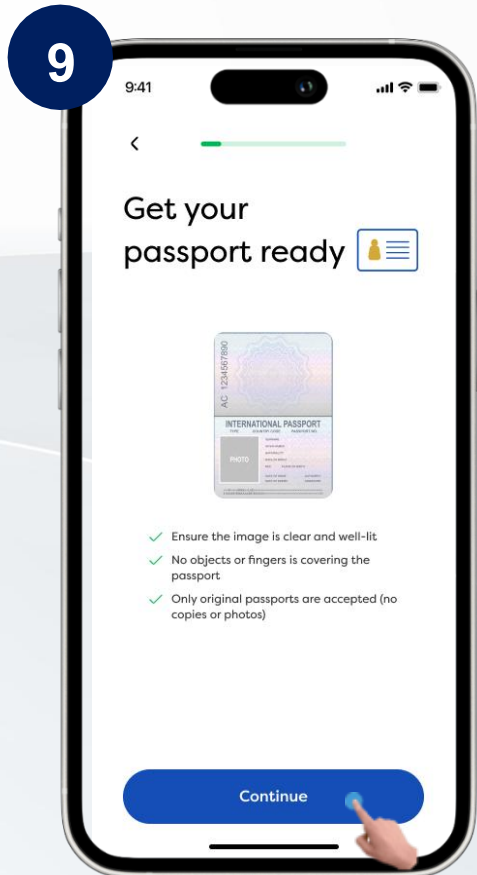 9
9:41
Get your
passport ready
AC 1234567890
INTERNATIONAL PASSPORT
PHOTO
Ensure the image is clear and well-lit
No objects or fingers is covering the
passport
Only original passports are accepted (no
copies or photos)
Continue